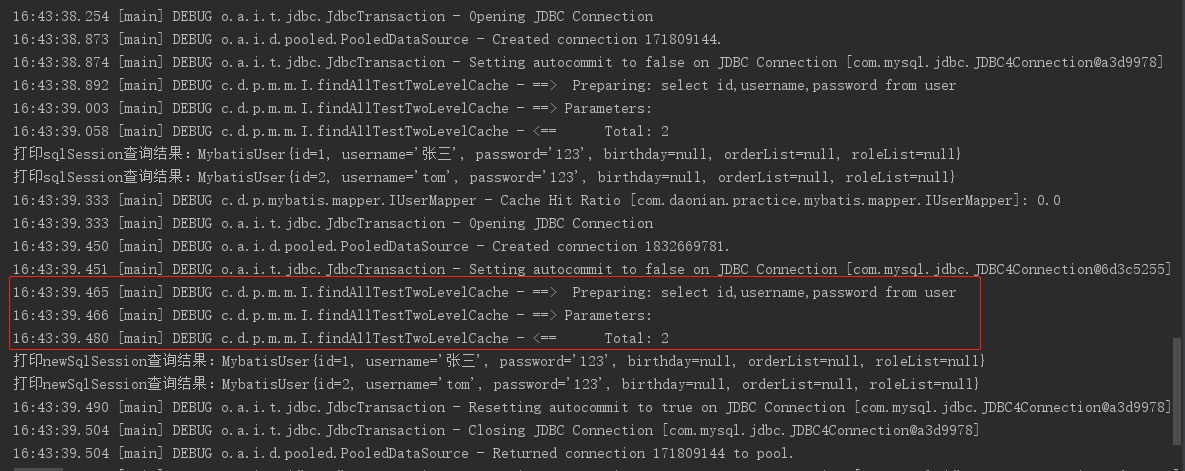 16:43:38.254 [main] DEBUG o.a.i.t.jdbc.JdbcTransaction - Opening JDBC Connection
16:43:38.873 [main] DEBUG o.a.i.d.pooled.PooledDataSource - Created connection 171809144.
16:43:38.874 [main] DEBUG o.a.i.t.jdbc.JdbcTransaction - Setting autocommit to false on JDBC Connection [com.mysql.jdbc.JDBC4Connection@a3d9978]
16:43:38.892 [main] DEBUG c.d.p.m.m.I.findAllTestTwoLevelCache - ==>  Preparing: select id,username,password from user
16:43:39.003 [main] DEBUG c.d.p.m.m.I.findAllTestTwoLevelCache - ==> Parameters:
16:43:39.058 [main] DEBUG c.d.p.m.m.I.findAllTestTwoLevelCache - <==      Total: 2
打印sqlSession查询结果：MybatisUser{id=1, username='张三', password='123', birthday=null, orderList=null, roleList=null}
打印sqlSession查询结果：MybatisUser{id=2, username='tom', password='123', birthday=null, orderList=null, roleList=null}
16:43:39.333 [main] DEBUG c.d.p.mybatis.mapper.IUserMapper - Cache Hit Ratio [com.daonian.practice.mybatis.mapper.IUserMapper]: 0.0
16:43:39.333 [main] DEBUG o.a.i.t.jdbc.JdbcTransaction - Opening JDBC Connection
16:43:39.450 [main] DEBUG o.a.i.d.pooled.PooledDataSource - Created connection 1832669781.
16:43:39.451 [main] DEBUG o.a.i.t.jdbc.JdbcTransaction - Setting autocommit to false on JDBC Connection [com.mysql.jdbc.JDBC4Connection@6d3c5255]
16:43:39.465 [main] DEBUG c.d.p.m.m.I.findAllTestTwoLevelCache - ==>  Preparing: select id,username,password from user
16:43:39.466 [main] DEBUG c.d.p.m.m.I.findAllTestTwoLevelCache - ==> Parameters:
16:43:39.480 [main] DEBUG c.d.p.m.m.I.findAllTestTwoLevelCache - <==      Total: 2
打印newSqlSession查询结果：MybatisUser{id=1, username='张三', password='123', birthday=null, orderList=null, roleList=null}
打印newSqlSession查询结果：MybatisUser{id=2, username='tom', password='123', birthday=null, orderList=null, roleList=null}
16:43:39.490 [main] DEBUG o.a.i.t.jdbc.JdbcTransaction - Resetting autocommit to true on JDBC Connection [com.mysql.jdbc.JDBC4Connection@a3d9978]
16:43:39.504 [main] DEBUG o.a.i.t.jdbc.JdbcTransaction - Closing JDBC Connection [com.mysql.jdbc.JDBC4Connection@a3d9978]
16:43:39.504 [main] DEBUG o.a.i.d.pooled.PooledDataSource - Returned connection 171809144 to pool.